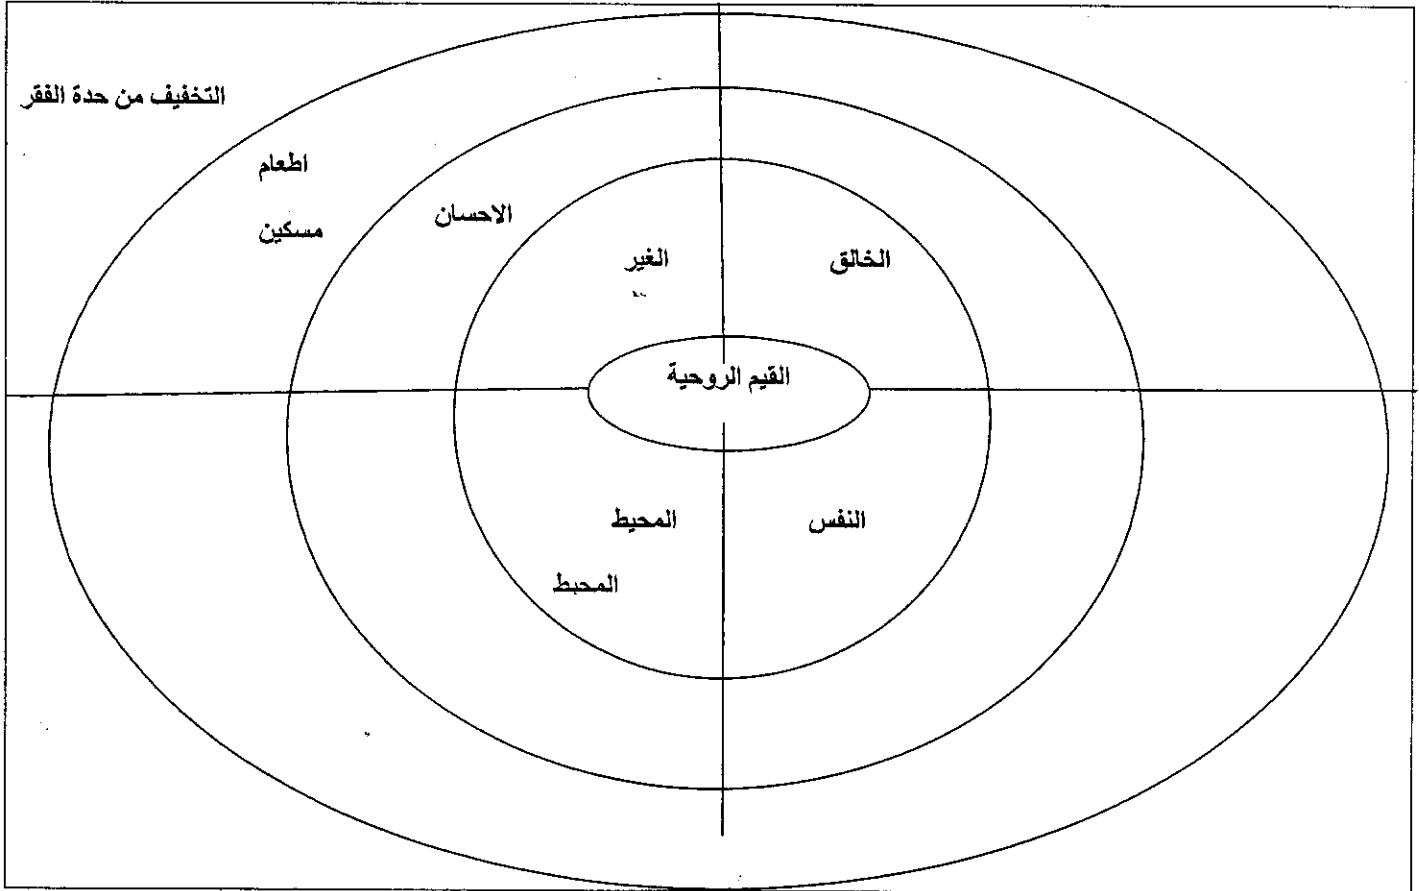 التخفيف من حدة الفقر
اطعام
مسكين
الاحسان
الخالق
الغير
القيم الروحية
النفس
المحيط
المحبط